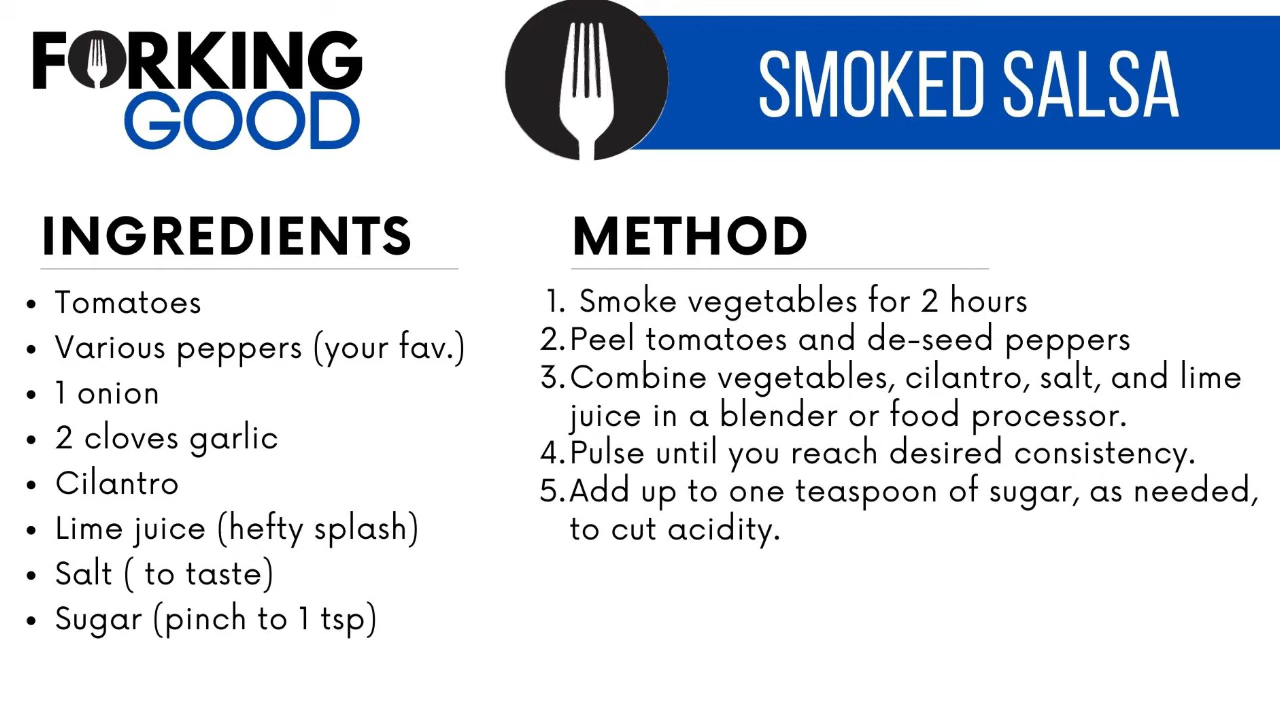 FORKING
GOOD
SMOKED SALSA
INGREDIENTS
• Tomatoes
• Various peppers (your fav.)
• 1 onion
• 2 cloves garlic
• Cilantro
• Lime juice (hefty splash)
• Salt ( to taste)
• Sugar (pinch to 1 tsp)
METHOD
1. Smoke vegetables for 2 hours
2. Peel tomatoes and de-seed peppers
3. Combine vegetables, cilantro, salt, and lime
juice in a blender or food processor.
4. Pulse until you reach desired consistency.
5. Add up to one teaspoon of sugar, as needed,
to cut acidity.